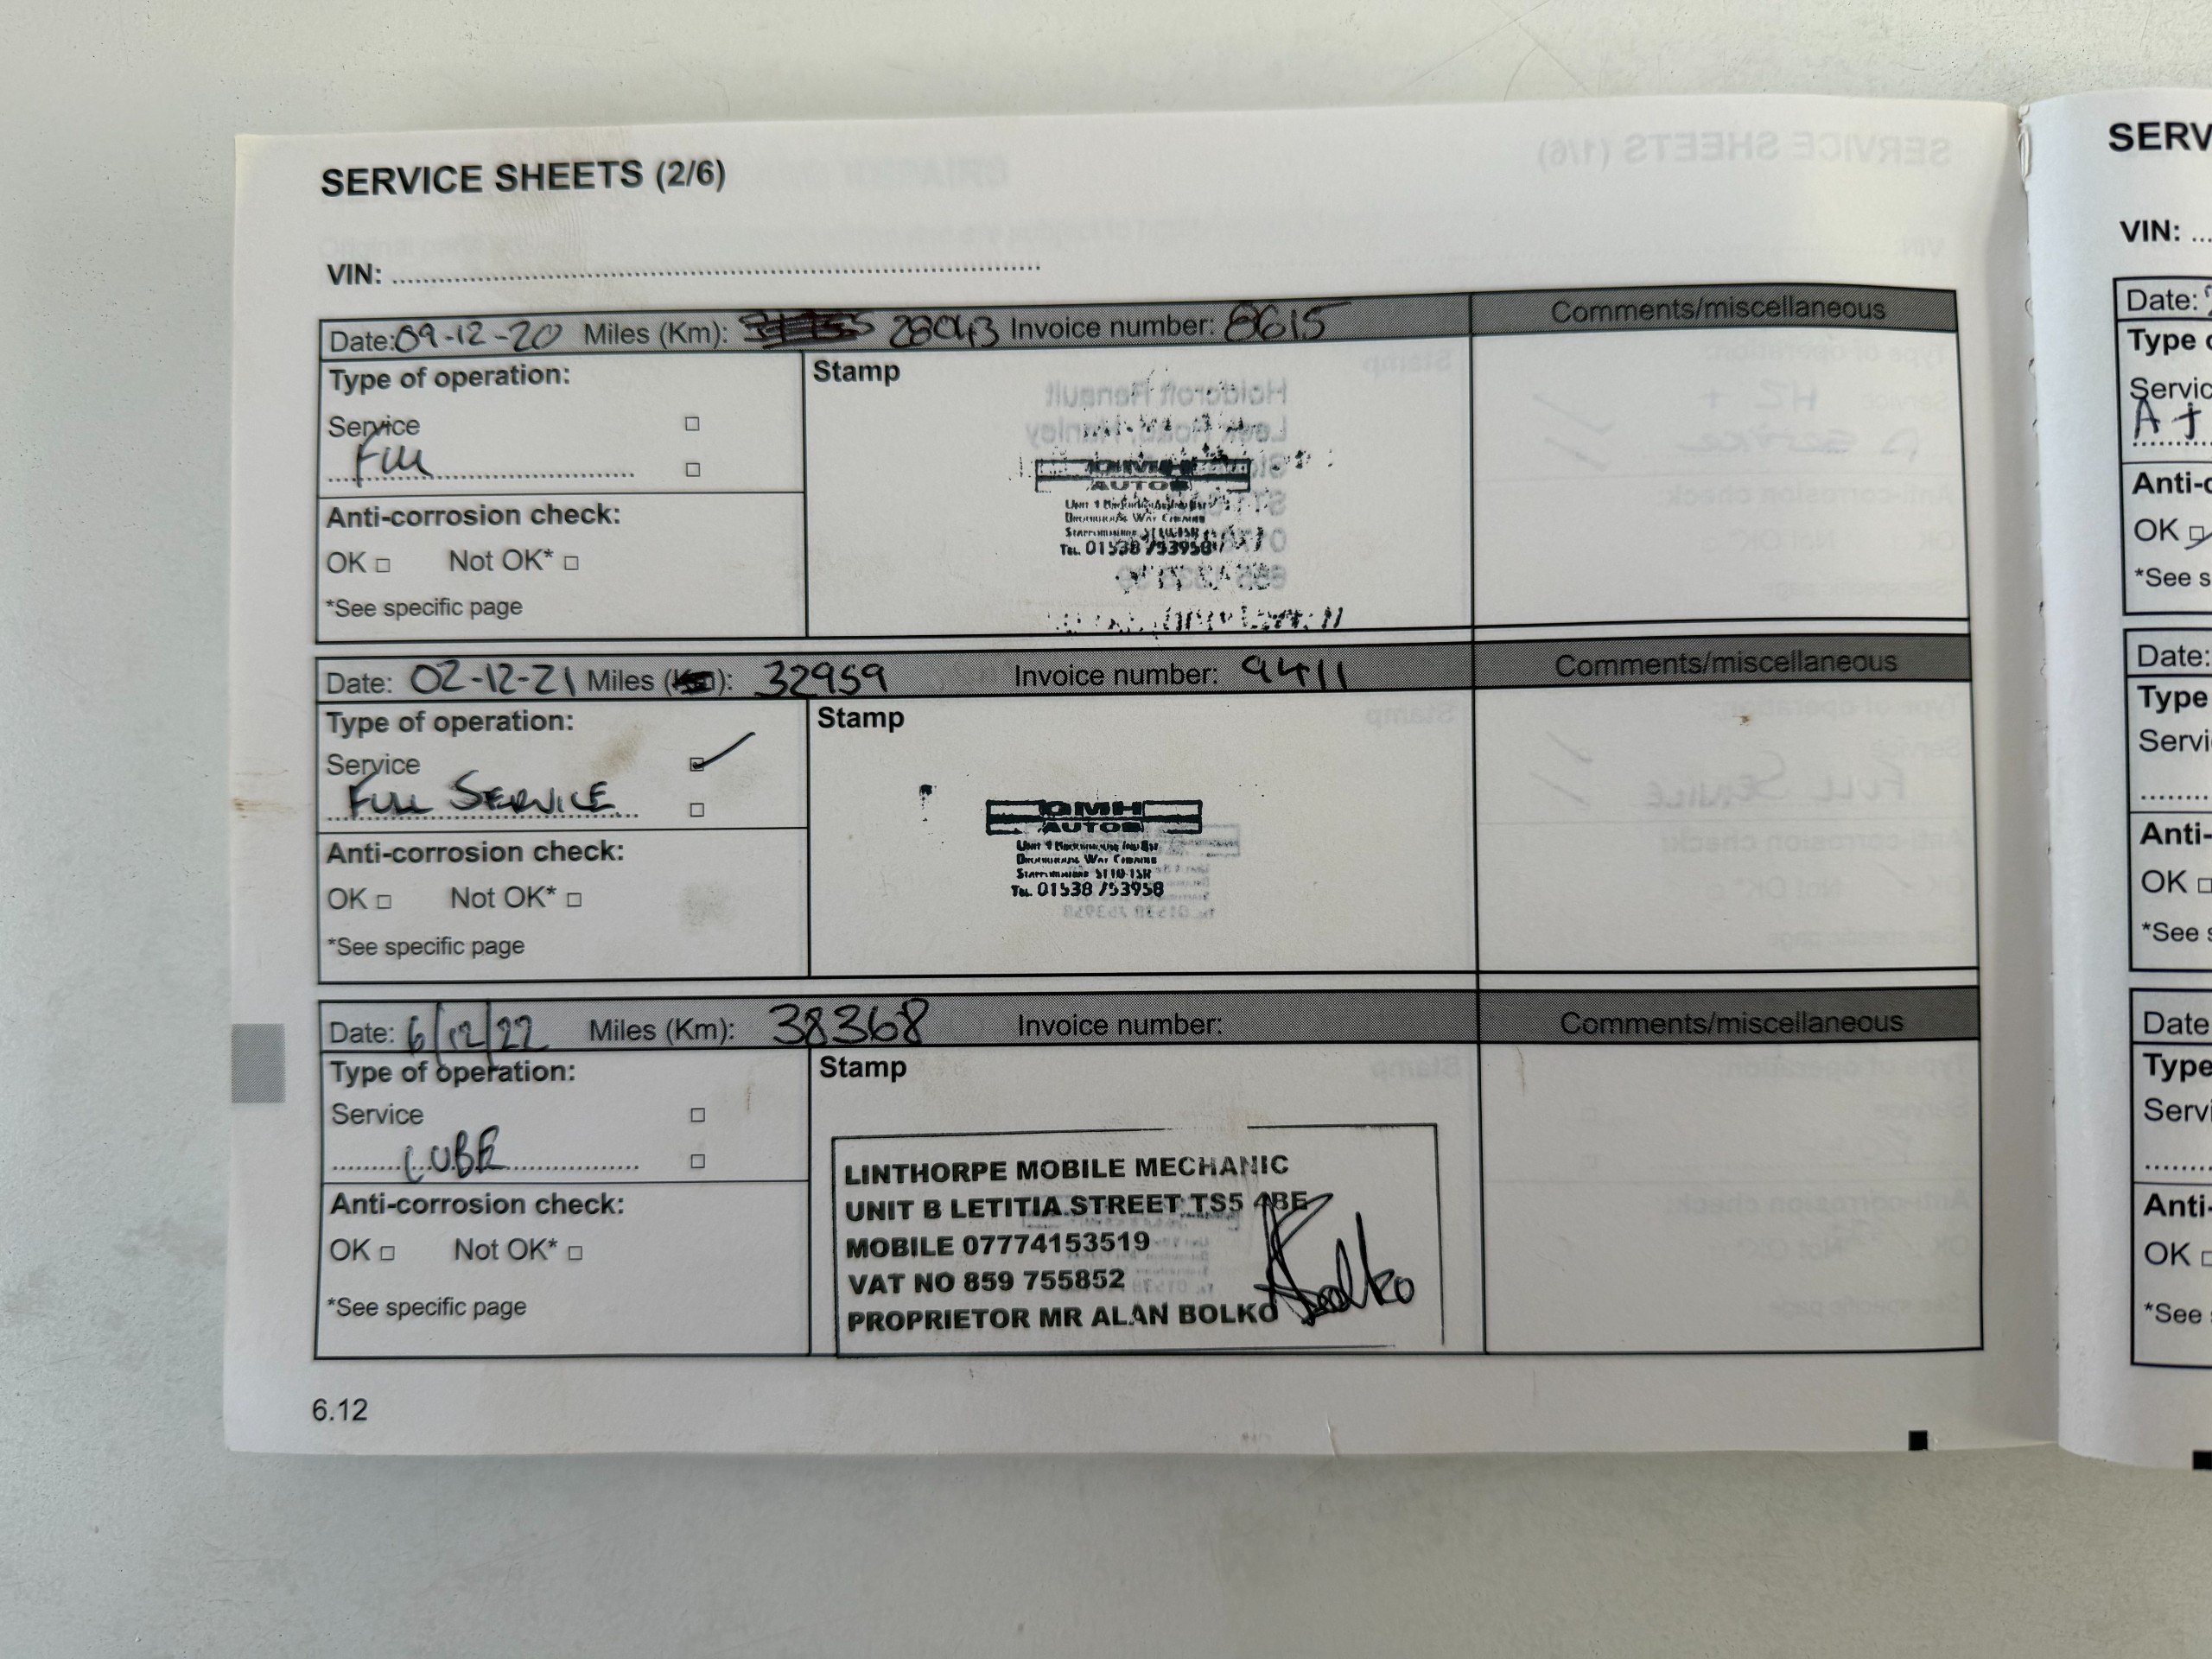 SERVICE SHEETS (2/6)
VIN:
Date: 09-12-20 Miles (Km): 28043 Invoice number: 8615 Comments/miscellaneous
Type of operation:
Stamp
Service
Full
AUTOS
Tel. 01538 753958
Anti-corrosion check:
OK Not OK*
*See specific page
Date: 02-12-21 Miles (Km): 32959 Invoice number: 9411 Comments/miscellaneous
Type of operation:
Stamp
Service
FULL SERVICE
GMH
AUTOS
Tel. 01538 753958
Anti-corrosion check:
OK Not OK*
*See specific page
Date: 6/12/22 Miles (Km): 38368 Invoice number: Comments/miscellaneous
Type of operation:
Stamp
Service
LUBE
LINTHORPE MOBILE MECHANIC
UNIT B LETITIA STREET TS5 4BE
MOBILE 07774153519
VAT NO 859 755852
PROPRIETOR MR ALAN BOLKO
ABolko
Anti-corrosion check:
OK Not OK*
*See specific page
6.12
SERV
VIN:
Date:
Type o
Servic
A +
Anti-c
OK
*See s
Date:
Type
Servi
Anti-
OK
*See s
Date
Type
Servi
Anti-
OK
*See